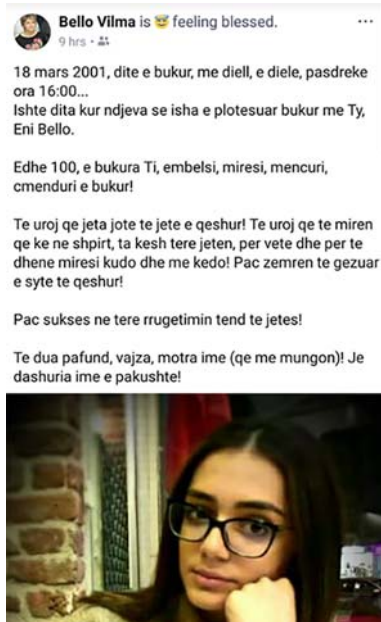 Bello Vilma is 😇 feeling blessed.
9 hrs ·
18 mars 2001, dite e bukur, me diell, e diele, pasdreke
ora 16:00...
Ishte dita kur ndjeva se isha e plotesuar bukur me Ty,
Eni Bello.
Edhe 100, e bukura Ti, embelsi, miresi, mencuri,
cmenduri e bukur!
Te uroj qe jeta jote te jete e qeshur! Te uroj qe te miren
qe ke ne shpirt, ta kesh tere jeten, per vete dhe per te
dhene miresi kudo dhe me kedo! Pac zemren te gezuar
e syte te qeshur!
Pac sukses ne tere rrugetimin tend te jetes!
Te dua pafund, vajza, motra ime (qe me mungon)! Je
dashuria ime e pakushte!